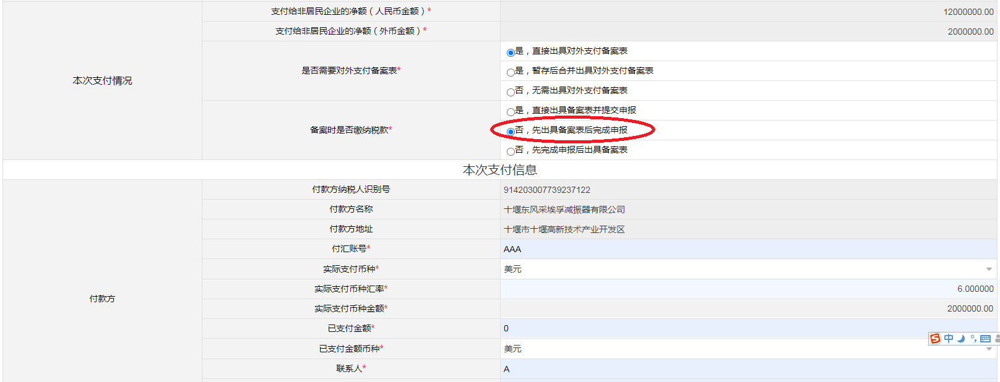 支付给非居民企业的净额（人民币金额）* 12000000.00
支付给非居民企业的净额（外币金额）* 2000000.00
本次支付情况
是否需要对外支付备案表*
是，直接出具对外支付备案表
是，暂存后合并出具对外支付备案表
否，无需出具对外支付备案表
备案时是否缴纳税款*
是，直接出具备案表并提交申报
否，先出具备案表后完成申报
否，先完成申报后出具备案表
本次支付信息
付款方
付款方纳税人识别号 914203007739237122
付款方名称 十堰东风采埃孚减振器有限公司
付款方地址 十堰市十堰高新技术产业开发区
付汇账号* AAA
实际支付币种* 美元
实际支付币种汇率* 6.000000
实际支付币种金额* 2000000.00
已支付金额* 0
S中
已支付金额币种* 美元
联系人* A